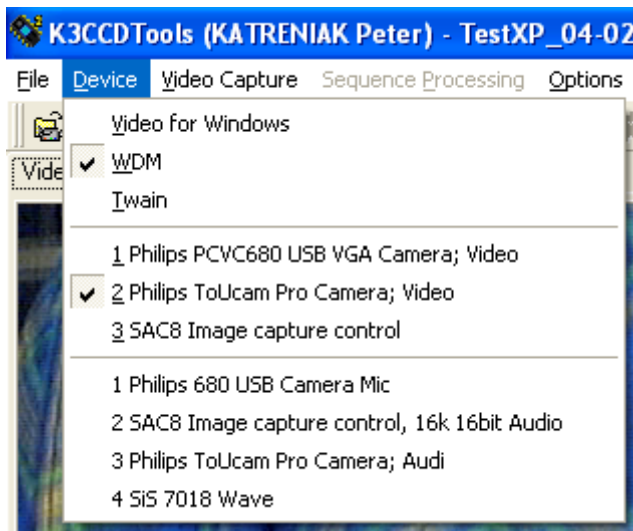 K3CCDTools (KATRENIAK Peter) - TestXP_04-02
File Device Video Capture Sequence Processing Options
Video for Windows
Vide
WDM
Twain
1 Philips PCVC680 USB VGA Camera; Video
2 Philips ToUcam Pro Camera; Video
3 SAC8 Image capture control
1 Philips 680 USB Camera Mic
2 SAC8 Image capture control, 16k 16bit Audio
3 Philips ToUcam Pro Camera; Audi
4 SiS 7018 Wave